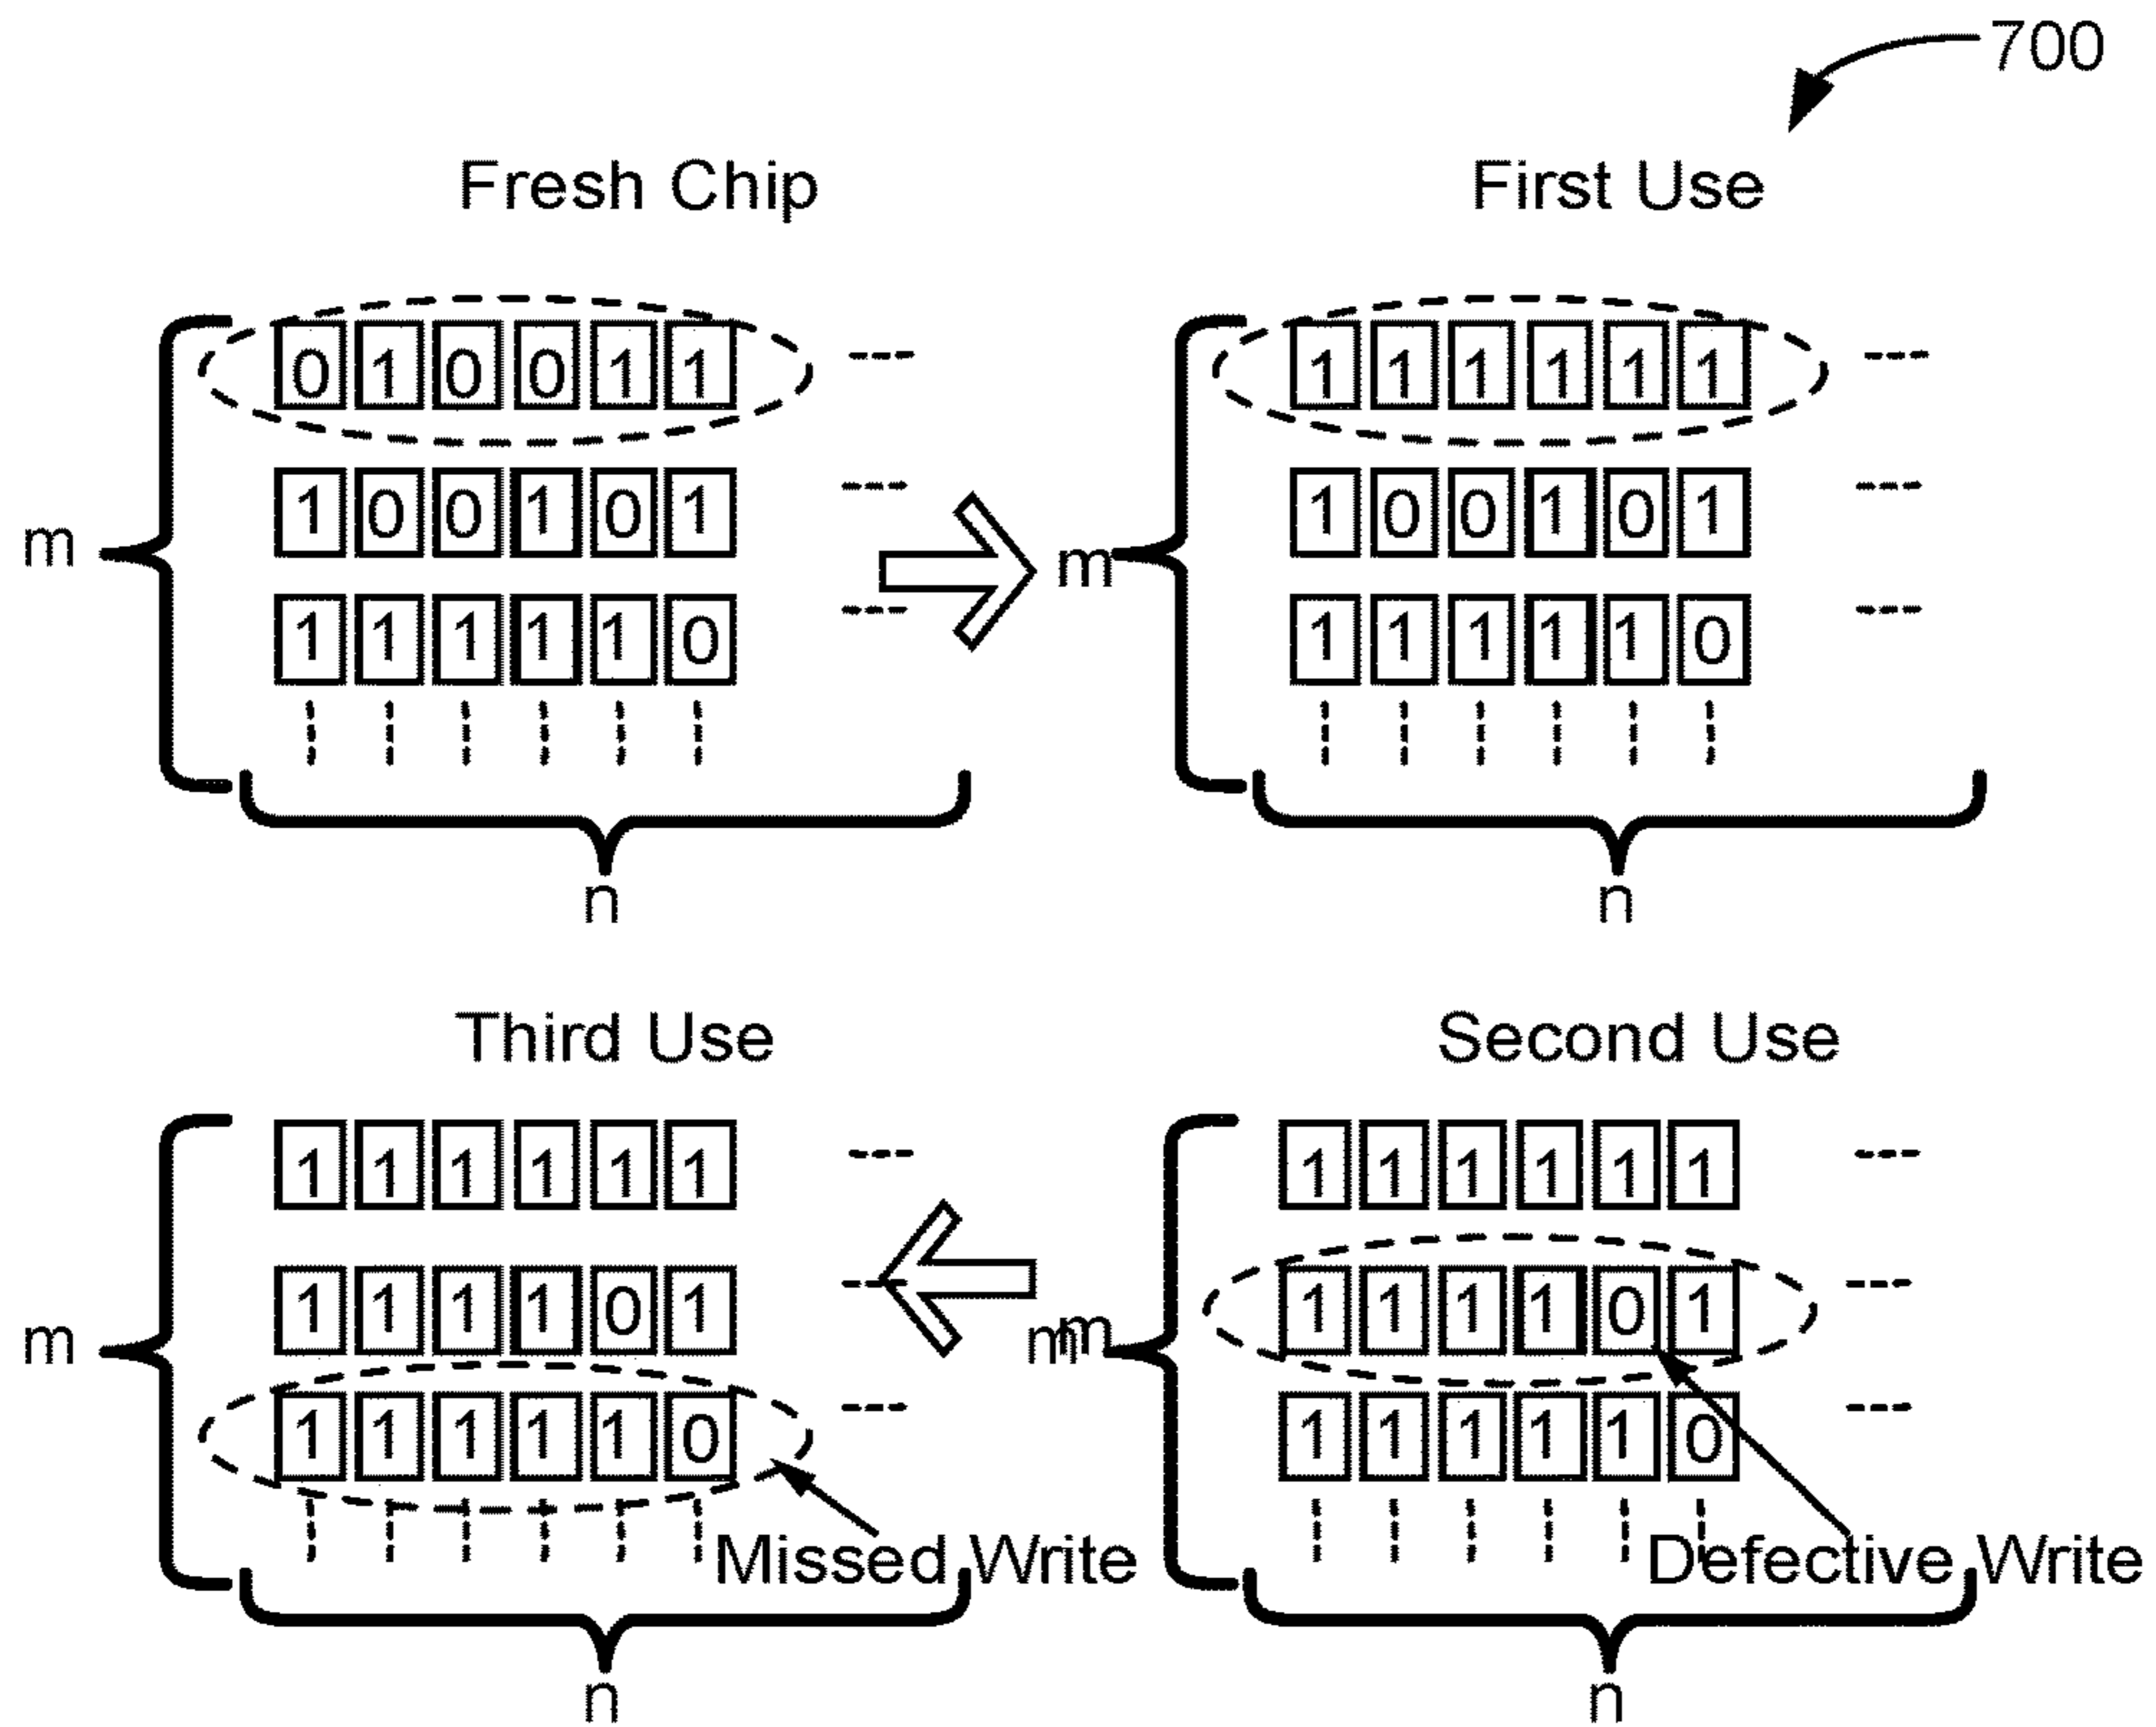 700
Fresh Chip
First Use
0 1 0 0 1 1 ---
1 1 1 1 1 1 ---
1 0 0 1 0 1 ---
1 0 0 1 0 1 ---
m
m
1 1 1 1 1 0 ---
1 1 1 1 1 0 ---
n
n
Third Use
Second Use
1 1 1 1 1 1 ---
1 1 1 1 1 1 ---
1 1 1 1 0 1 ---
1 1 1 1 0 1 ---
m
m
m
1 1 1 1 1 0 ---
1 1 1 1 1 0 ---
Missed Write
Defective Write
n
n